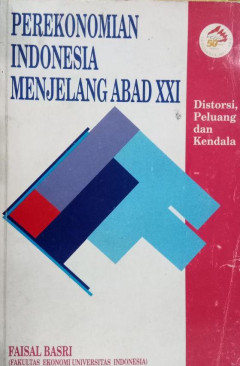 PEREKONOMIAN
INDONESIA
MENJELANG ABAD XXI
Distorsi,
Peluang
dan
Kendala
FAISAL BASRI
(FAKULTAS EKONOMI UNIVERSITAS INDONESIA)